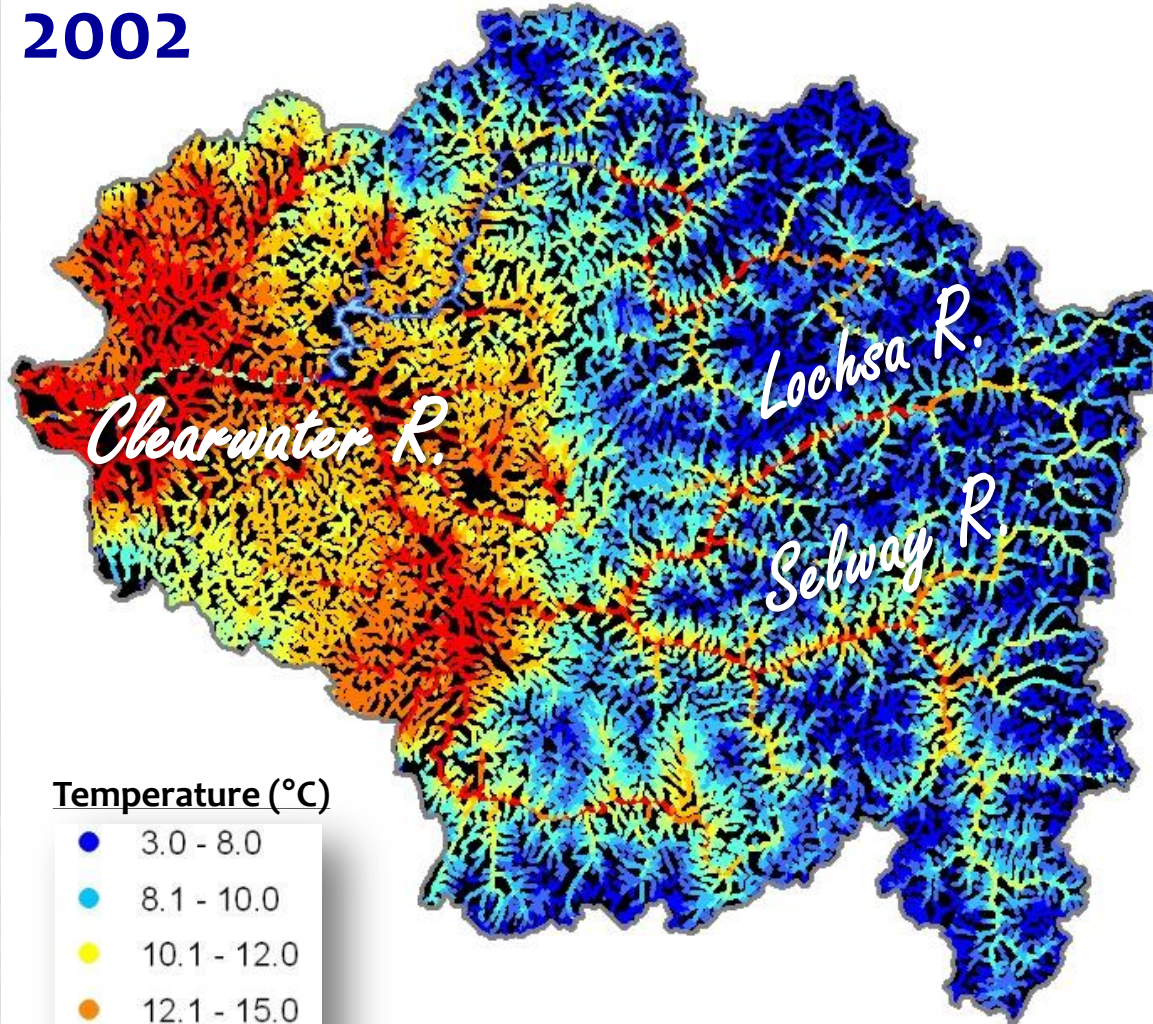 2002
Lochsa R.
Clearwater R.
Selway R.
Temperature (°C)
3.0 - 8.0
8.1 - 10.0
10.1 - 12.0
12.1 - 15.0